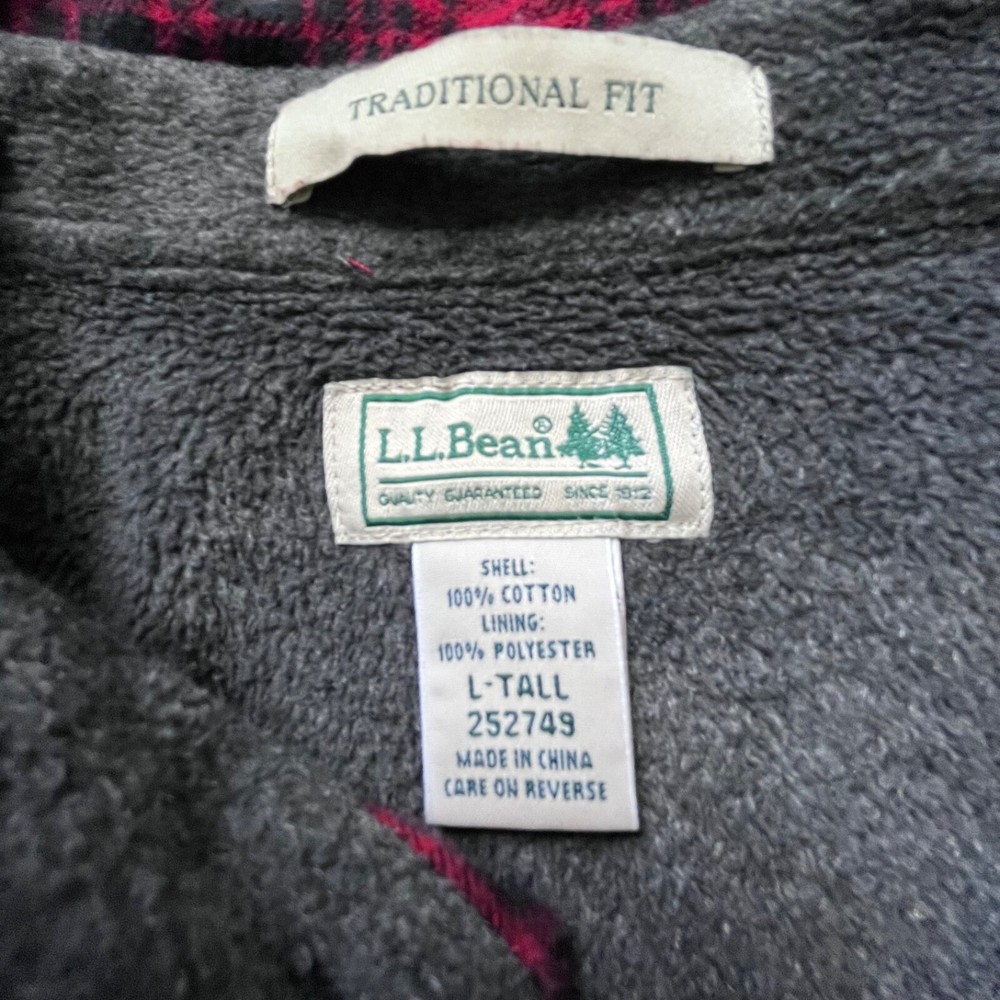 TRADITIONAL FIT
L.L.Bean®
QUALITY GUARANTEED SINCE 1912
SHELL:
100% COTTON
LINING:
100% POLYESTER
L-TALL
252749
MADE IN CHINA
CARE ON REVERSE